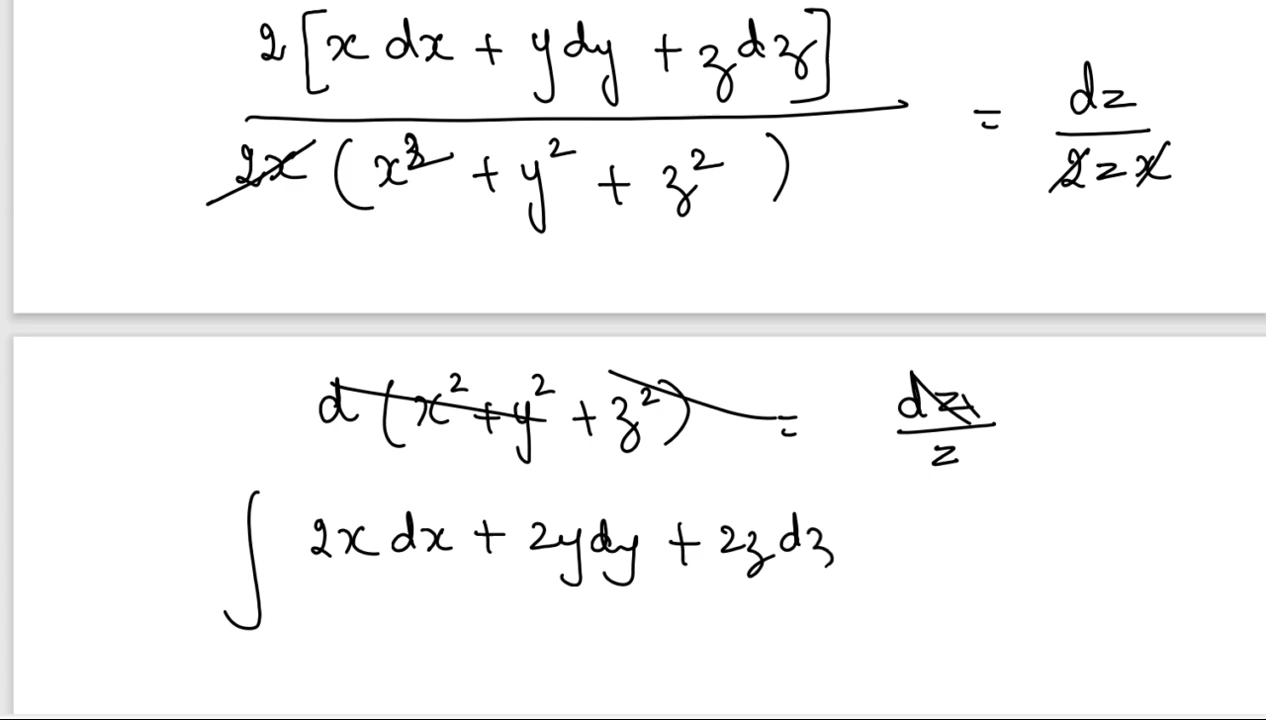 2 [x dx + y dy + z dz]
2x (x² + y² + z²) = dz / 2zx
d (x² + y² + z²) = dz / z
∫ 2x dx + 2y dy + 2z dz